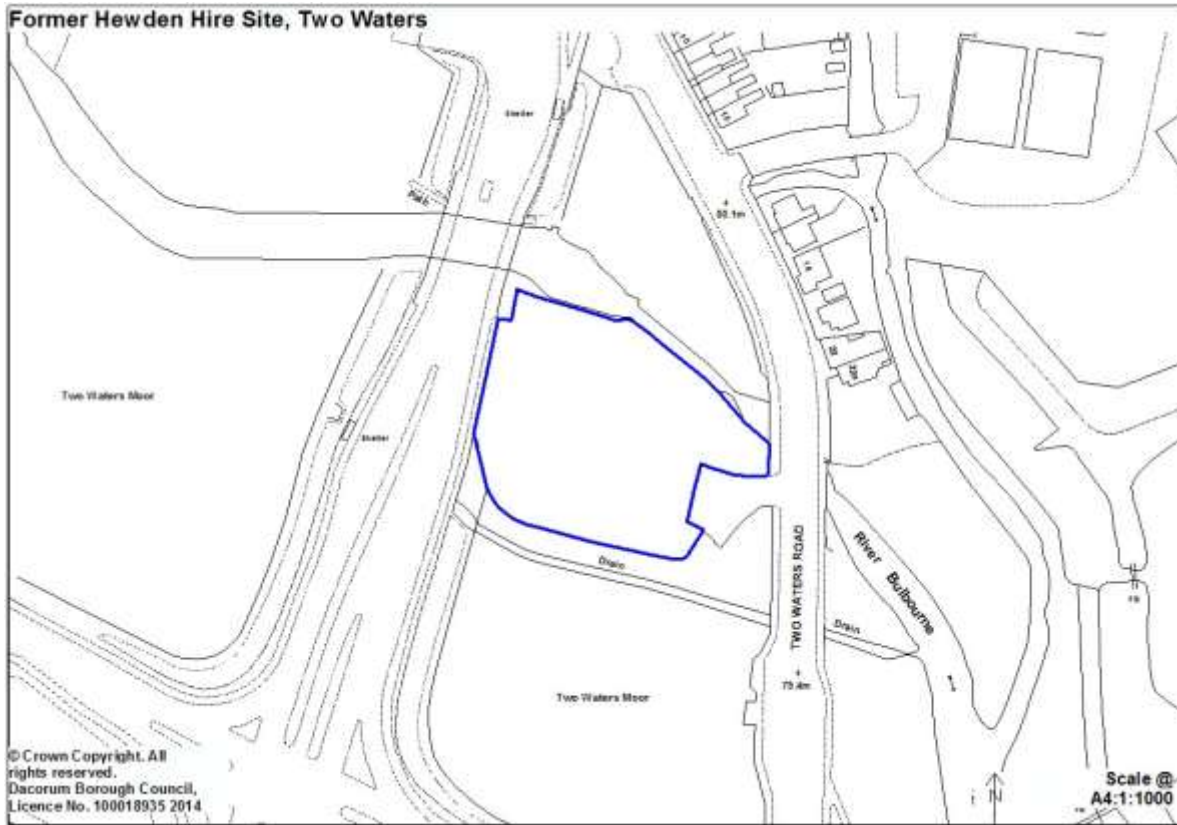 Former Hewden Hire Site, Two Waters
Shelter
Path
80.1m
Two Waters Moor
Shelter
Drain
TWO WATERS ROAD
River Bulbourne
Drain
79.4m
Two Waters Moor
© Crown Copyright. All
rights reserved.
Dacorum Borough Council,
Licence No. 100018935 2014
N
Scale @
A4:1:1000